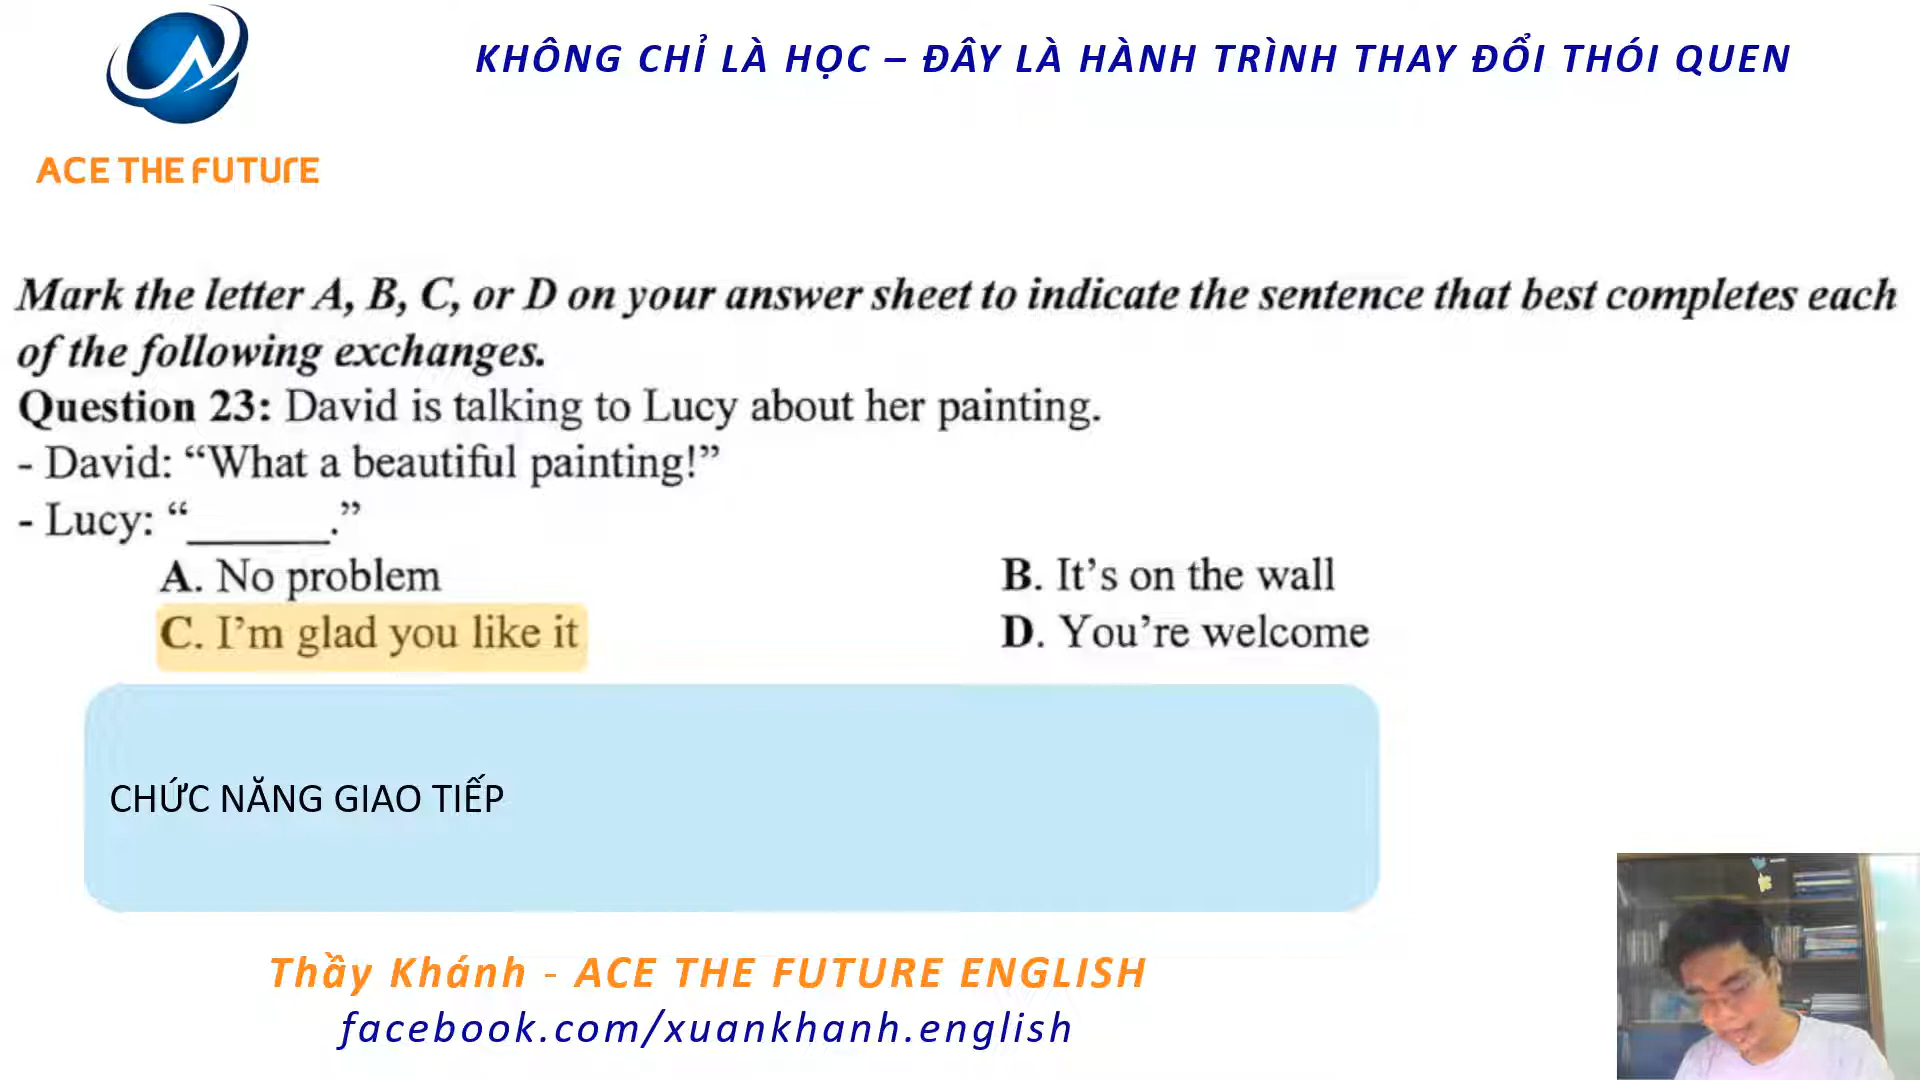 KHÔNG CHỈ LÀ HỌC – ĐÂY LÀ HÀNH TRÌNH THAY ĐỔI THÓI QUEN
ACE THE FUTURE
Mark the letter A, B, C, or D on your answer sheet to indicate the sentence that best completes each
of the following exchanges.
Question 23: David is talking to Lucy about her painting.
- David: “What a beautiful painting!”
- Lucy: “______.”
A. No problem
B. It’s on the wall
C. I’m glad you like it
D. You’re welcome
CHỨC NĂNG GIAO TIẾP
Thầy Khánh - ACE THE FUTURE ENGLISH
facebook.com/xuankhanh.english